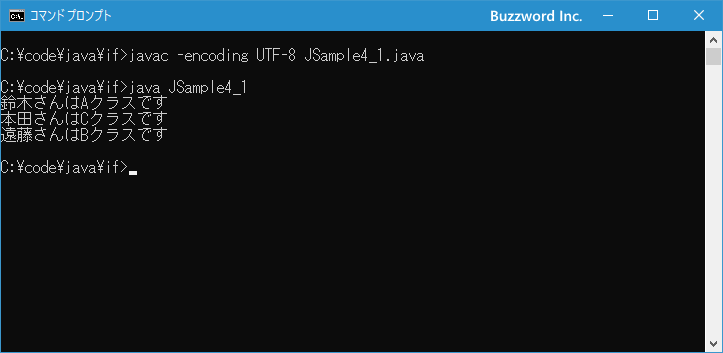 コマンドプロンプト
Buzzword Inc.
C:¥code¥java¥if>javac -encoding UTF-8 JSample4_1.java
C:¥code¥java¥if>java JSample4_1
鈴木さんはAクラスです
本田さんはCクラスです
遠藤さんはBクラスです
C:¥code¥java¥if>